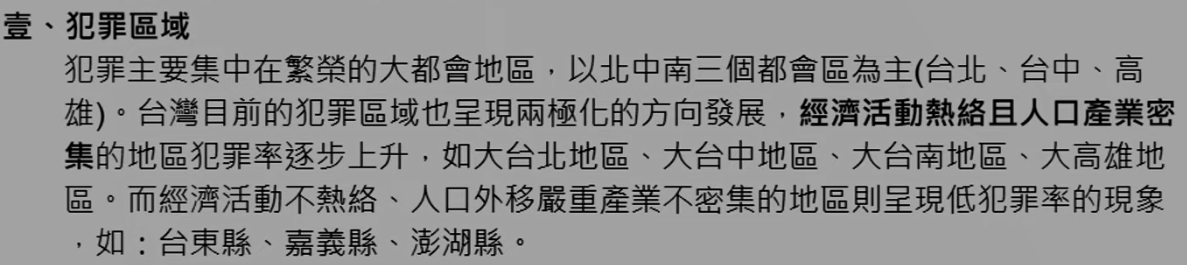 壹、犯罪區域
犯罪主要集中在繁榮的大都會地區，以北中南三個都會區為主(台北、台中、高
雄)。台灣目前的犯罪區域也呈現兩極化的方向發展，經濟活動熱絡且人口產業密
集的地區犯罪率逐步上升，如大台北地區、大台中地區、大台南地區、大高雄地
區。而經濟活動不熱絡、人口外移嚴重產業不密集的地區則呈現低犯罪率的現象
，如：台東縣、嘉義縣、澎湖縣。